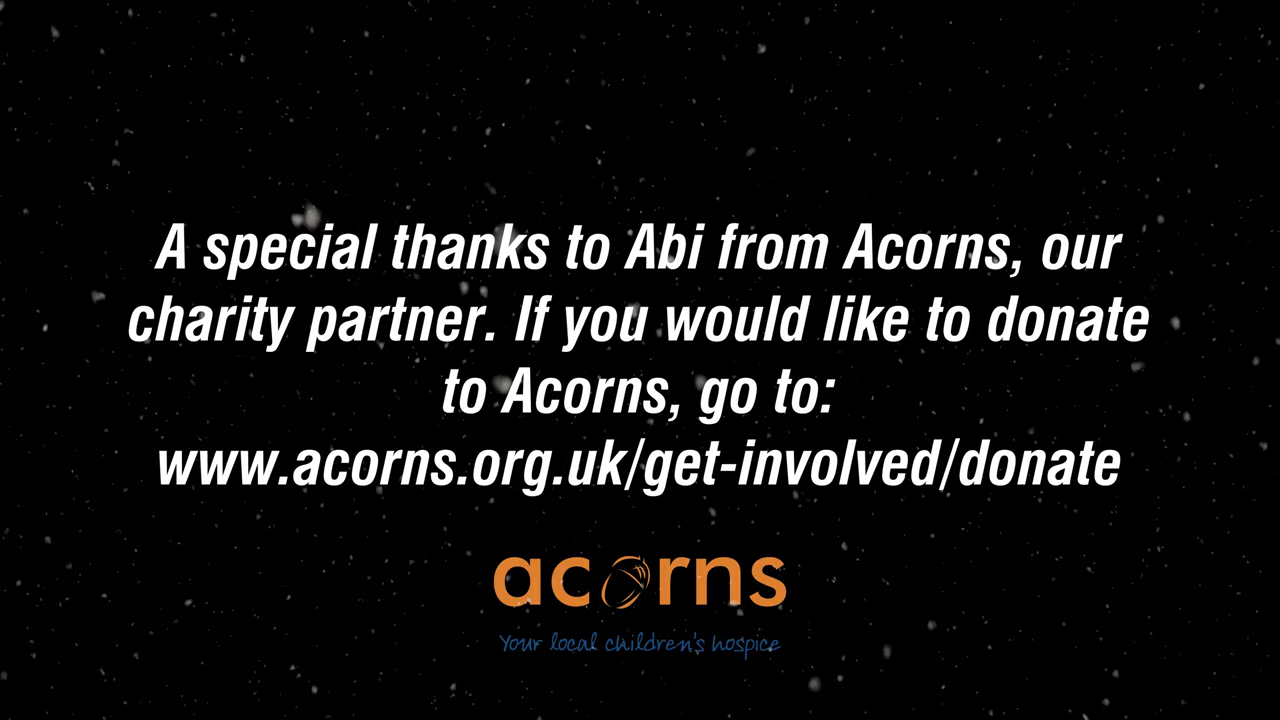 A special thanks to Abi from Acorns, our
charity partner. If you would like to donate
to Acorns, go to:
www.acorns.org.uk/get-involved/donate
acorns
Your local children's hospice